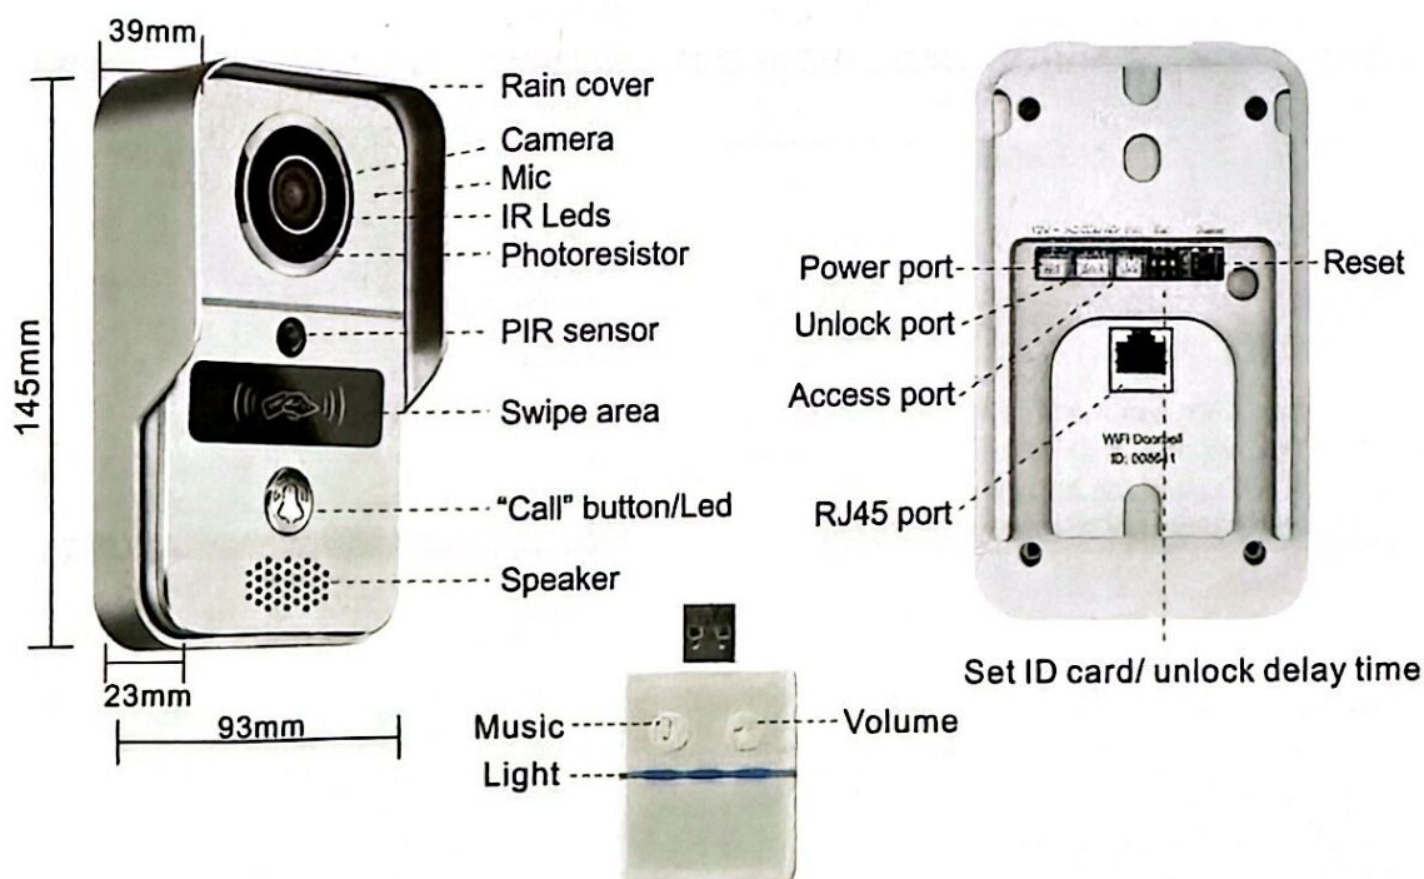 39mm
145mm
23mm
93mm
Rain cover
Camera
Mic
IR Leds
Photoresistor
PIR sensor
Swipe area
“Call” button/Led
Speaker
Music
Light
Volume
Power port
Unlock port
Access port
RJ45 port
Reset
WiFi Doorbell
Set ID card/ unlock delay time